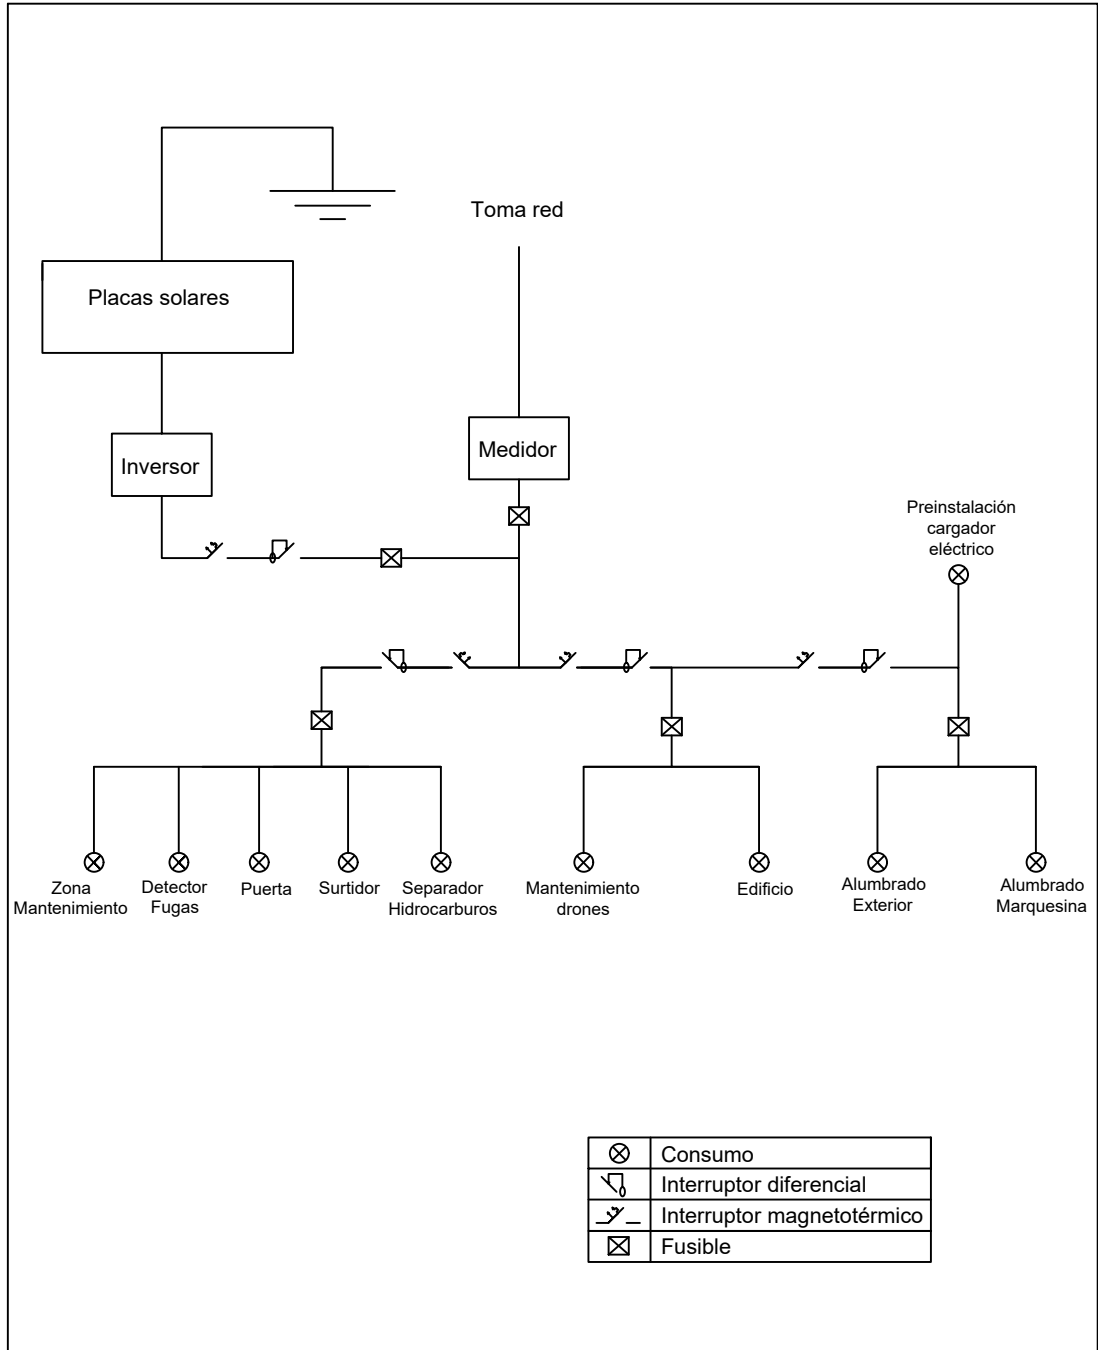 Toma red
Placas solares
Medidor
Inversor
Preinstalación
cargador
eléctrico
Zona
Mantenimiento
Detector
Fugas
Puerta
Surtidor
Separador
Hidrocarburos
Mantenimiento
drones
Edificio
Alumbrado
Exterior
Alumbrado
Marquesina
Consumo
Interruptor diferencial
Interruptor magnetotérmico
Fusible